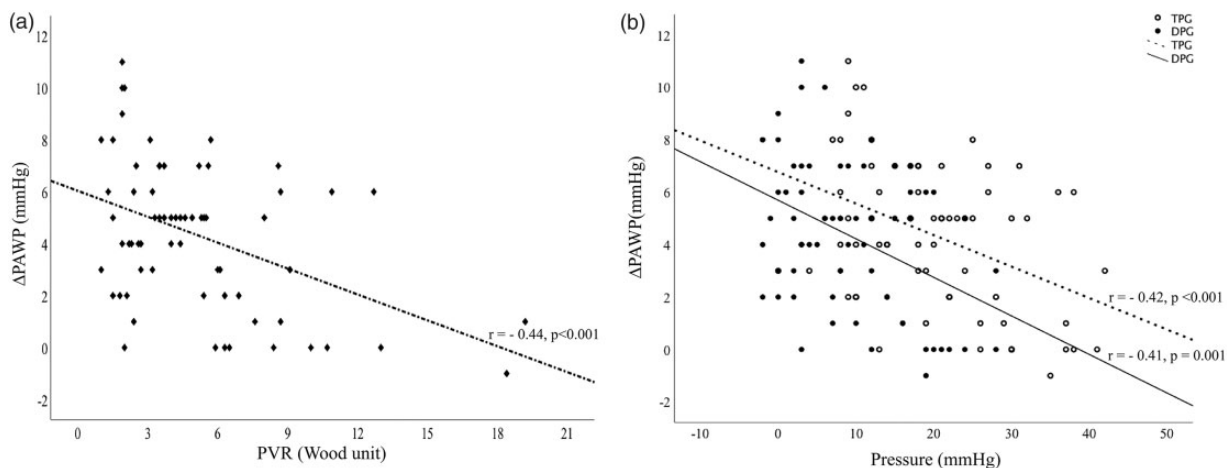 (a)
12
10
8
6
4
2
0
-2
ΔPAWP (mmHg)
r = - 0.44, p<0.001
0 3 6 9 12 15 18 21
PVR (Wood unit)
(b)
TPG
DPG
TPG
DPG
12
10
8
6
4
2
0
-2
ΔPAWP(mmHg)
r = - 0.42, p <0.001
r = - 0.41, p = 0.001
-10 0 10 20 30 40 50
Pressure (mmHg)